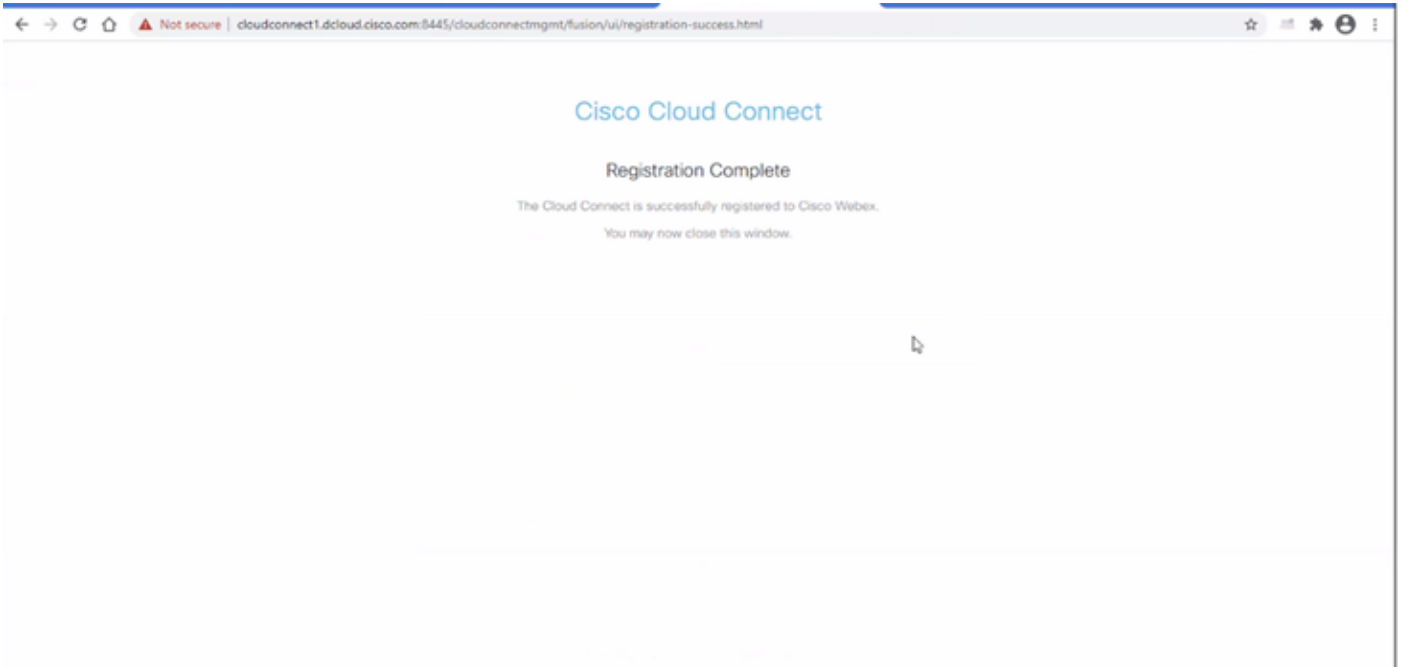 Not secure | cloudconnect1.dcloud.cisco.com:8445/cloudconnectmgmt/fusion/ui/registration-success.html
Cisco Cloud Connect
Registration Complete
The Cloud Connect is successfully registered to Cisco Webex.
You may now close this window.